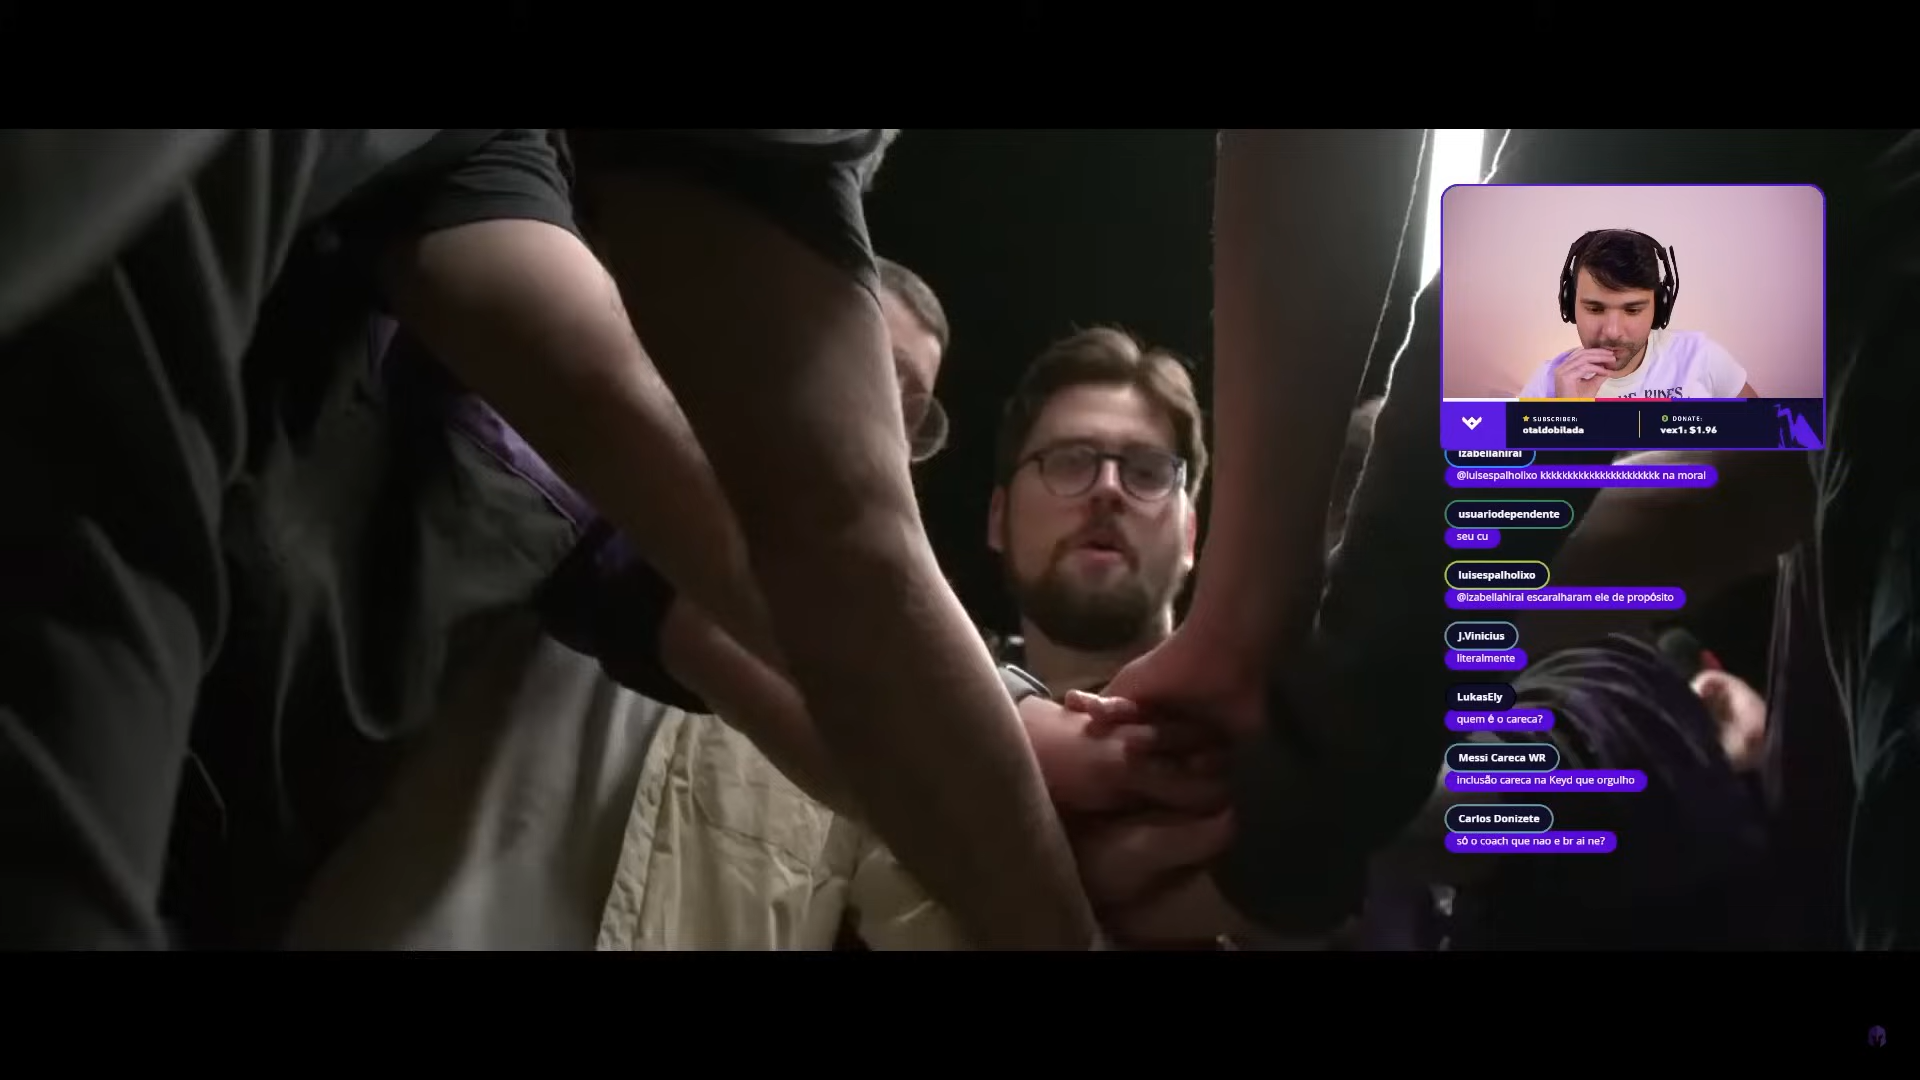 SUBSCRIBER:
otaldobilada
DONATE:
vex1: $1.96
izabellahirai
@luisespalholixo kkkkkkkkkkkkkkkkkkkkkk na moral
usuariodependente
seu cu
luisespalholixo
@izabellahirai escaralharam ele de propósito
J.Vinicius
literalmente
LukasEly
quem é o careca?
Messi Careca WR
inclusão careca na Keyd que orgulho
Carlos Donizete
só o coach que nao e br ai ne?